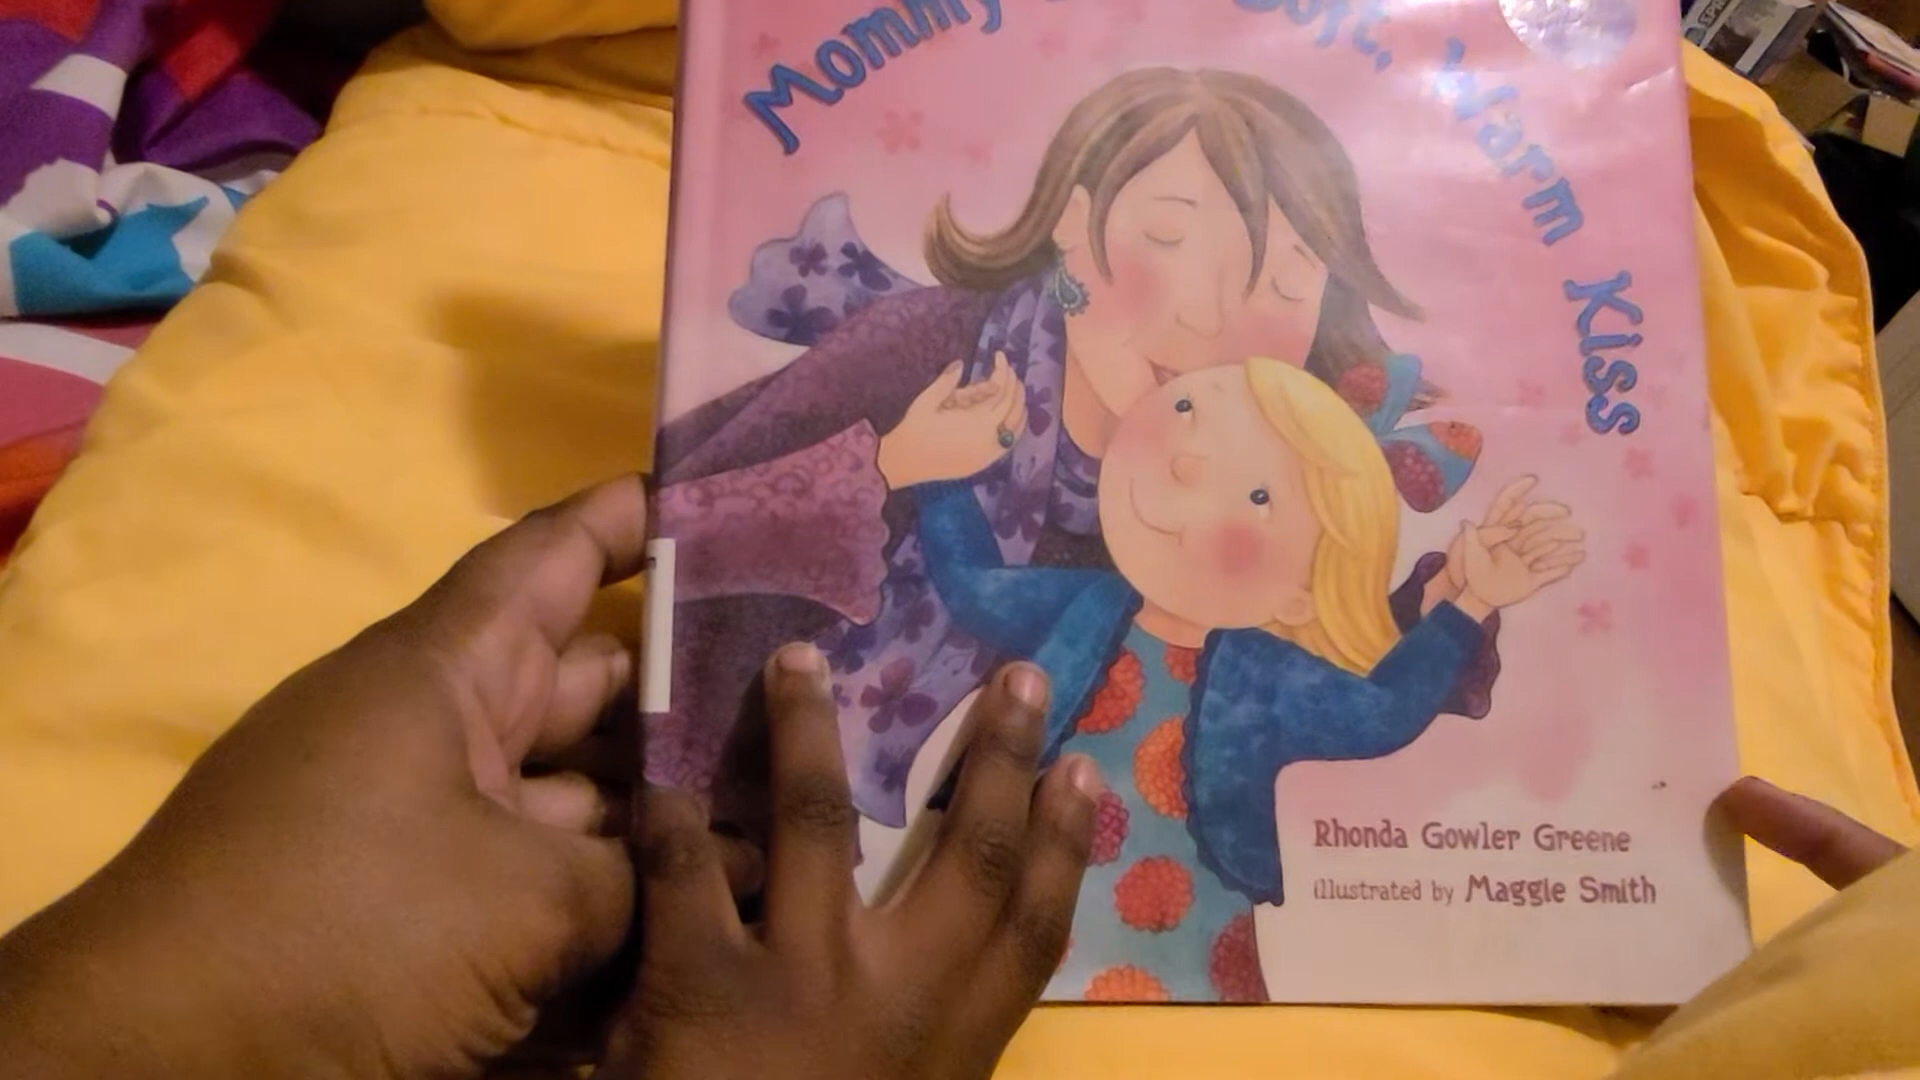 Mommy Soft, Warm Kiss
Rhonda Gowler Greene
illustrated by Maggie Smith